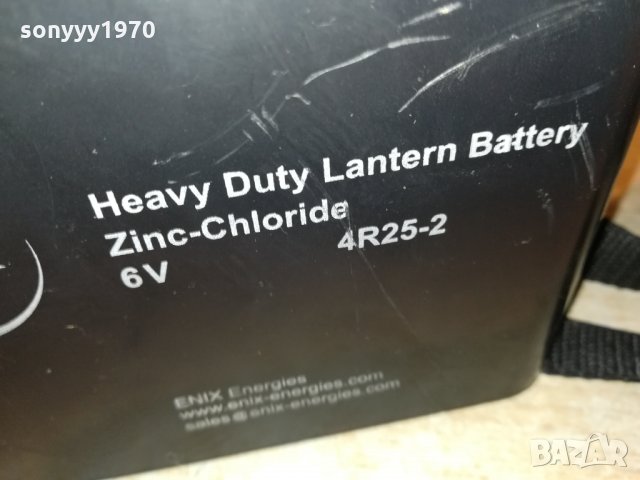 sonyyy1970
Heavy Duty Lantern Battery
Zinc-Chloride
6V 4R25-2
ENIX Energies
www.enix-energies.com
sales@enix-energies.com
BAZAR